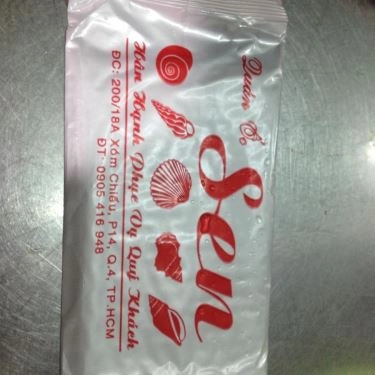 Quán Ốc
Sen
Hân Hạnh Phục Vụ Quý Khách
ĐC: 200/18A Xóm Chiếu, P14, Q.4, TP-HCM
ĐT: 0905 416 948